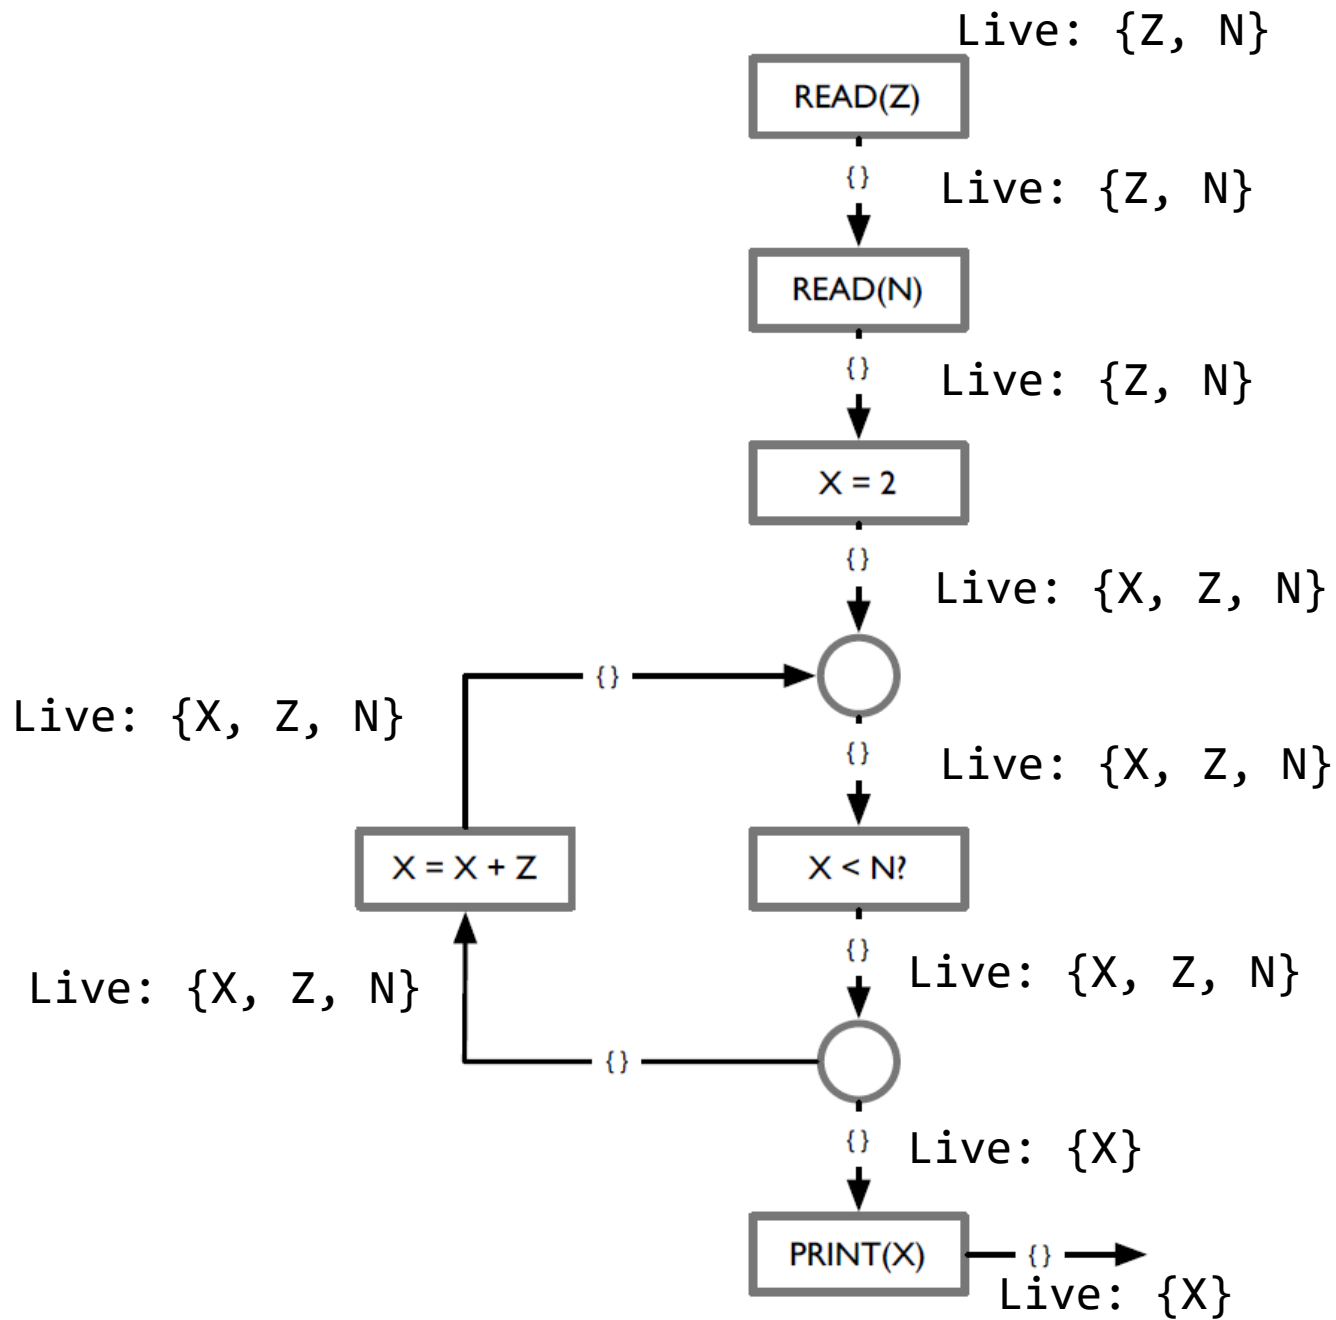 Live: {Z, N}
READ(Z)
{ }
Live: {Z, N}
READ(N)
{ }
Live: {Z, N}
X = 2
{ }
Live: {X, Z, N}
{ }
Live: {X, Z, N}
{ }
Live: {X, Z, N}
X = X + Z
X < N?
{ }
Live: {X, Z, N}
Live: {X, Z, N}
{ }
{ }
Live: {X}
PRINT(X)
{ }
Live: {X}